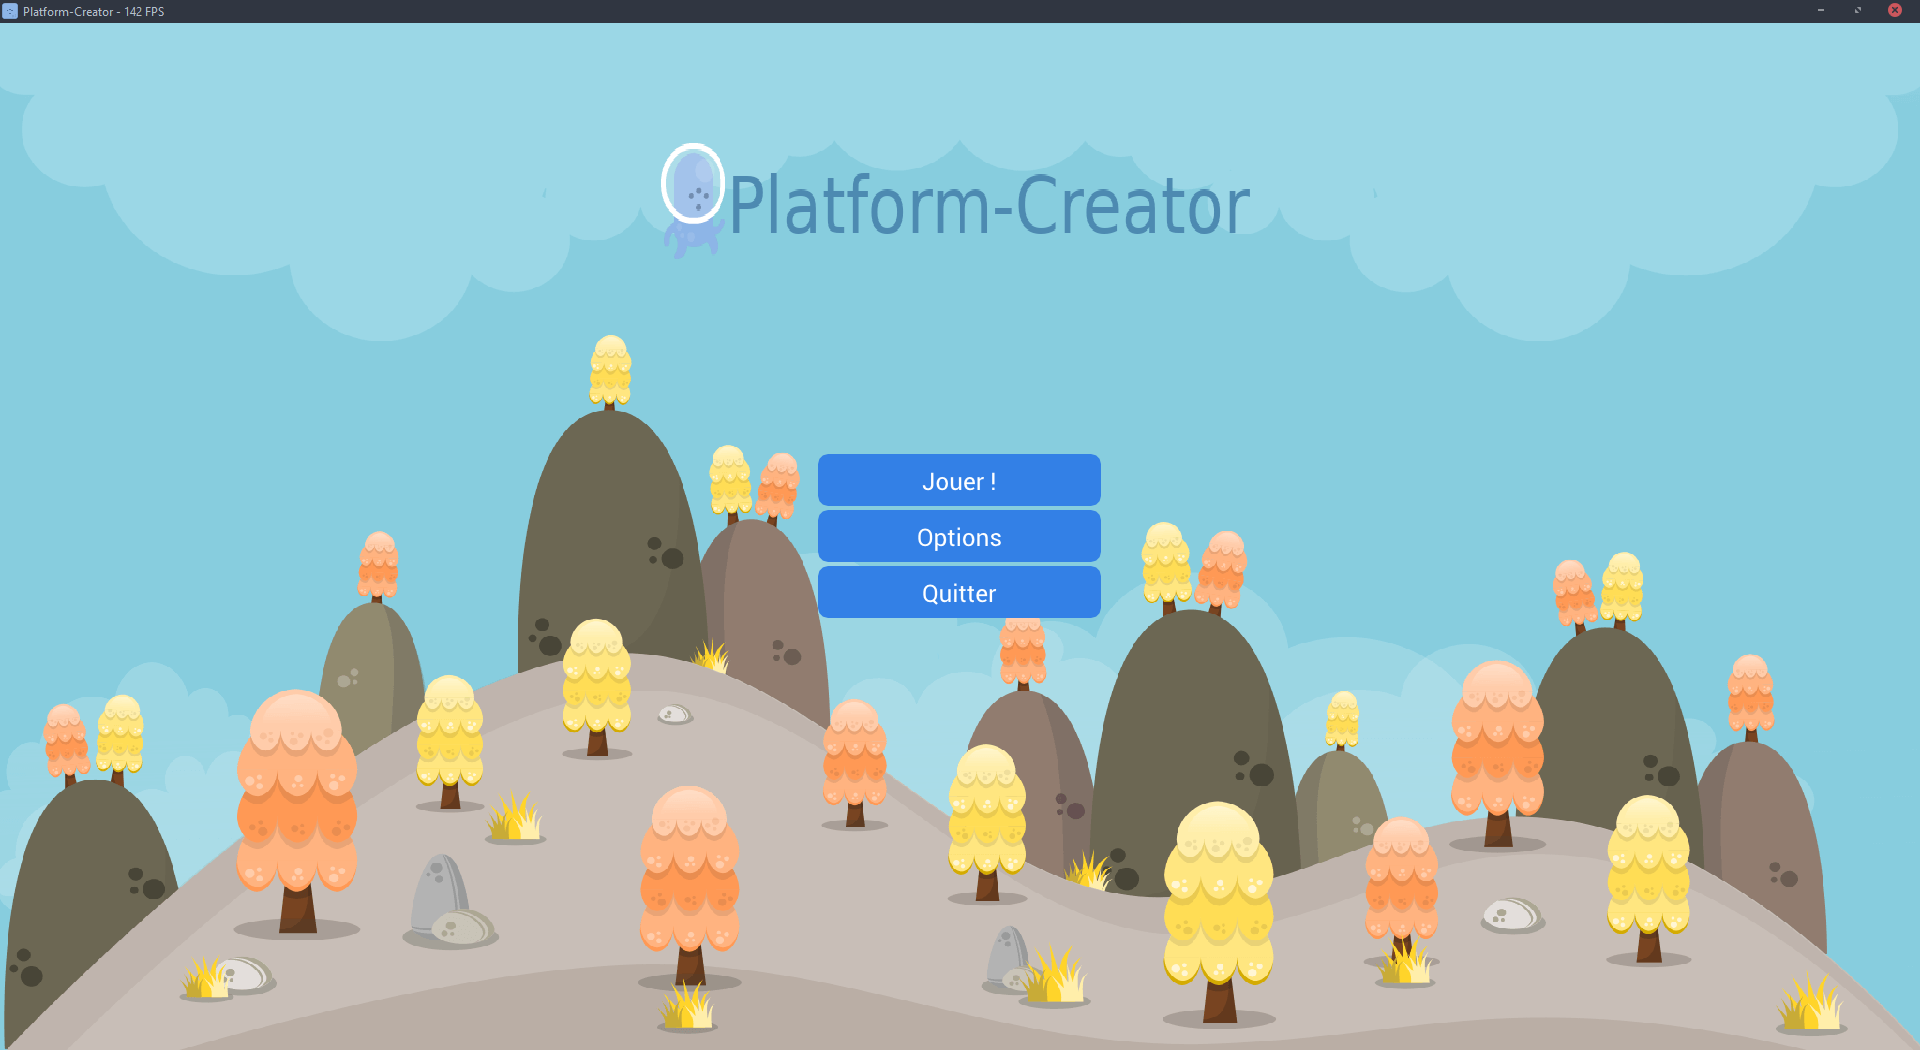 Platform-Creator - 142 FPS
Platform-Creator
Jouer !
Options
Quitter